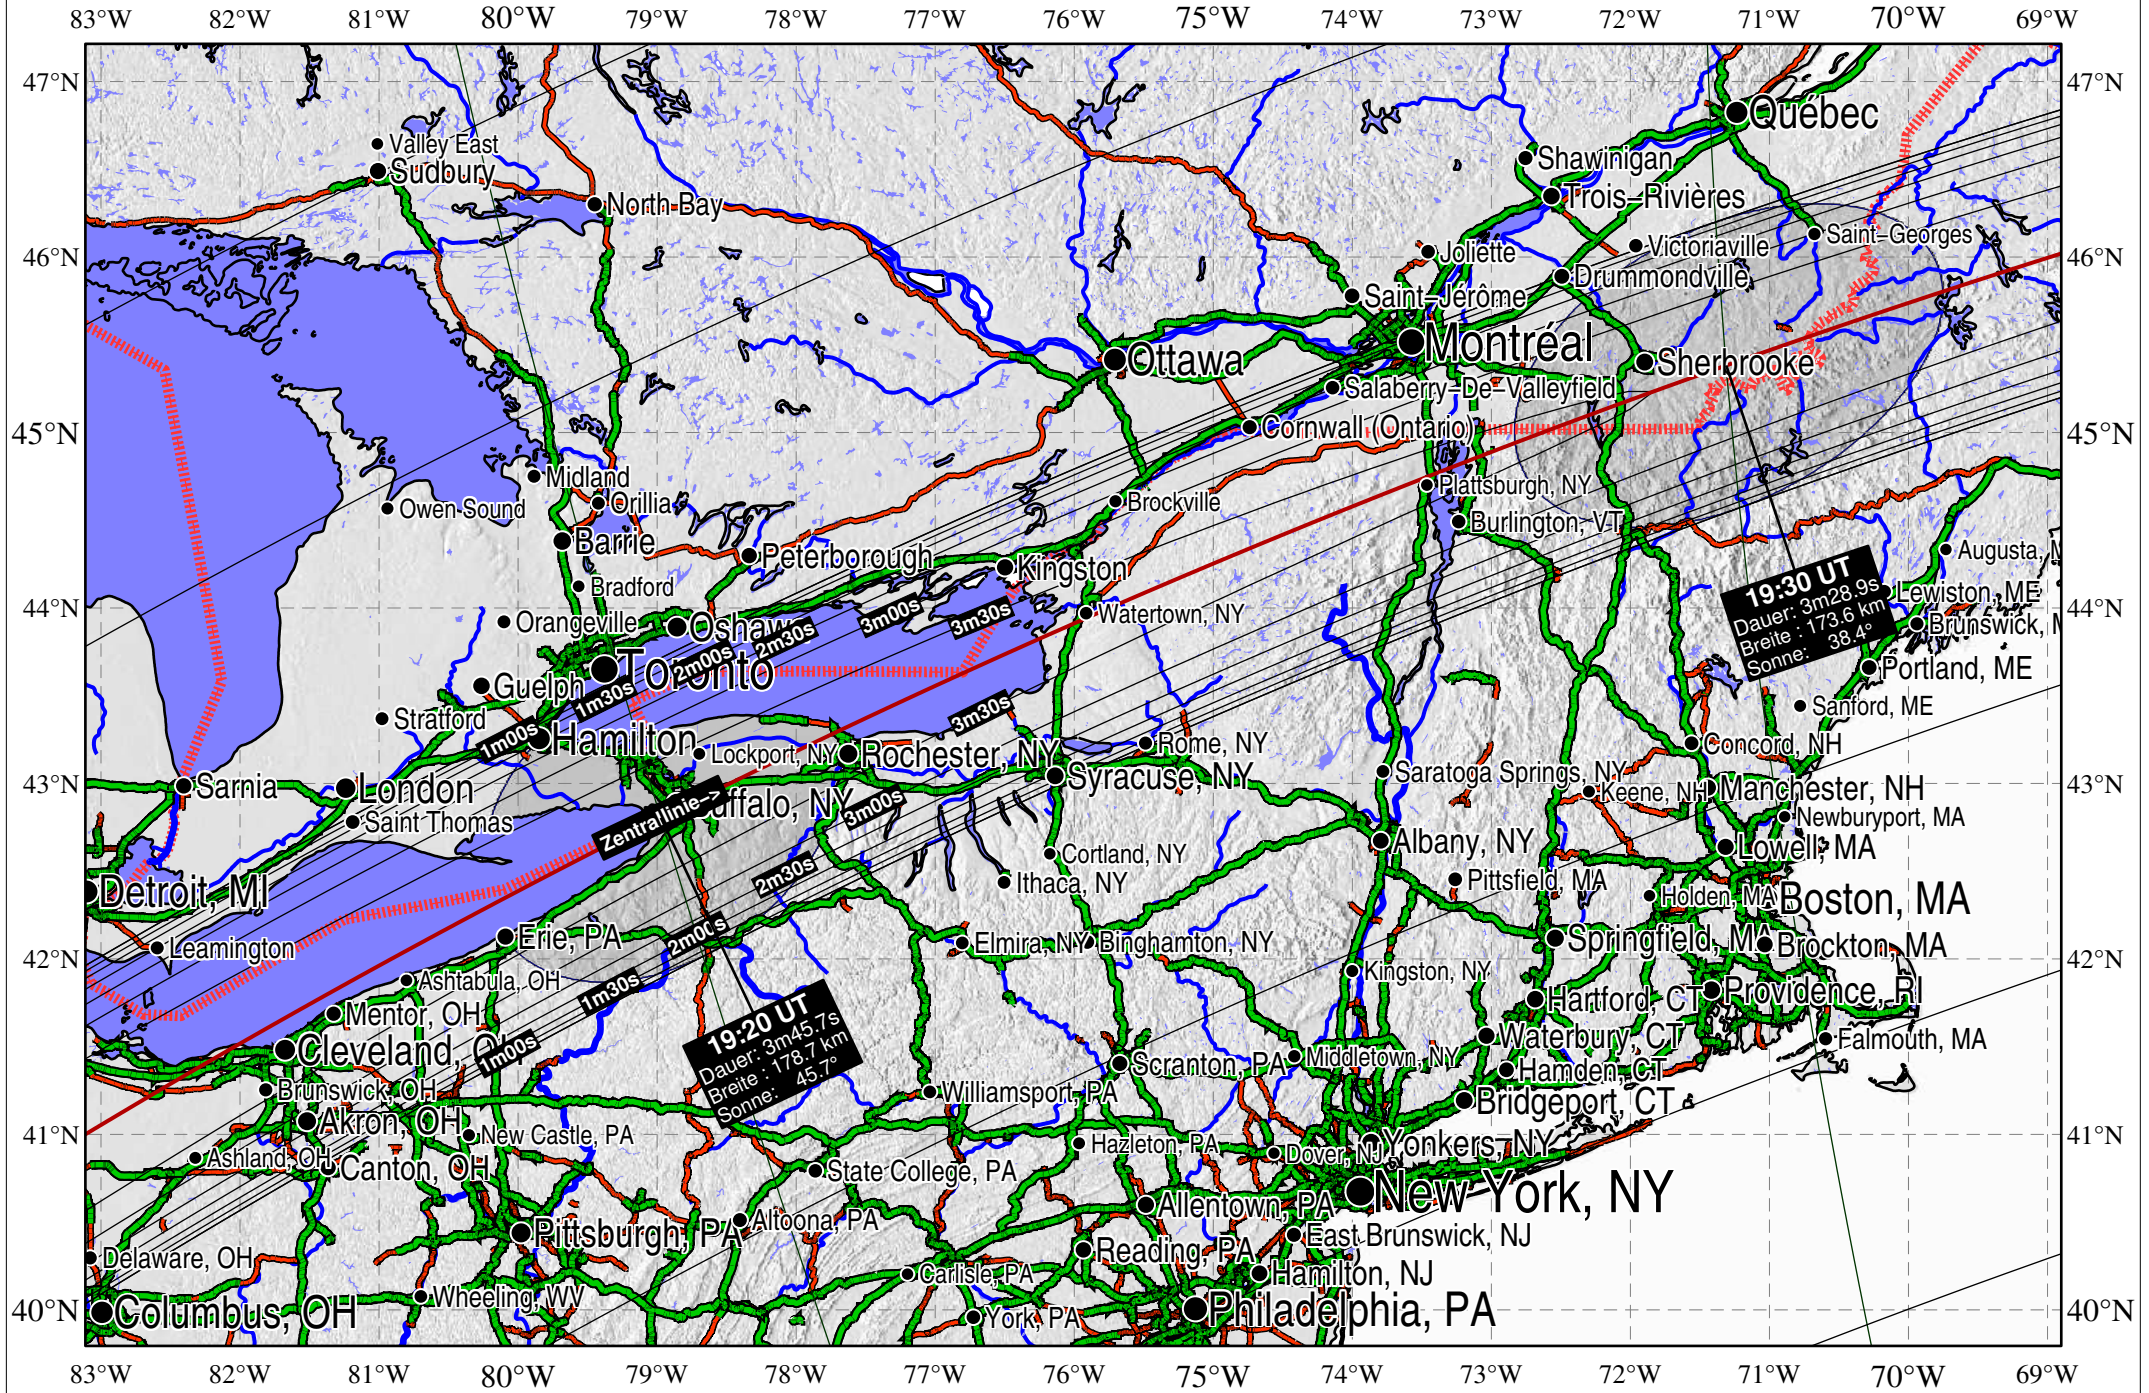 83°W 82°W 81°W 80°W 79°W 78°W 77°W 76°W 75°W 74°W 73°W 72°W 71°W 70°W 69°W
47°N 47°N
Québec
Valley East
Sudbury
Shawinigan
Trois-Rivières
North Bay
Saint-Georges
Victoriaville
Joliette
46°N 46°N
Drummondville
Saint-Jérôme
Montréal
Ottawa
Sherbrooke
Salaberry-De-Valleyfield
Cornwall (Ontario)
45°N 45°N
Midland
Plattsburgh, NY
Orillia
Brockville
Owen Sound
Burlington, VT
Barrie
Augusta, M
Peterborough
Kingston
Bradford
19:30 UT
Dauer: 3m28.9s
Breite : 173.6 km
Sonne: 38.4°
Lewiston, ME
44°N 44°N
3m00s
3m30s
Watertown, NY
Orangeville
Oshawa
2m30s
Brunswick, M
2m00s
Toronto
Portland, ME
Guelph
1m30s
Sanford, ME
Stratford
3m30s
1m00s
Hamilton
Lockport, NY
Rochester, NY
Rome, NY
Concord, NH
43°N 43°N
Syracuse, NY
Saratoga Springs, NY
Sarnia
London
Keene, NH
Manchester, NH
Zentrallinie->
Buffalo, NY
3m00s
Saint Thomas
Newburyport, MA
Albany, NY
Lowell, MA
Cortland, NY
2m30s
Ithaca, NY
Pittsfield, MA
Detroit, MI
Holden, MA
Boston, MA
Leamington
Erie, PA
2m00s
Elmira, NY
Binghamton, NY
Springfield, MA
Brockton, MA
42°N 42°N
Ashtabula, OH
1m30s
Kingston, NY
Hartford, CT
Providence, RI
Mentor, OH
19:20 UT
Dauer: 3m45.7s
Breite : 178.7 km
Sonne: 45.7°
Cleveland, O
1m00s
Waterbury, CT
Falmouth, MA
Scranton, PA
Middletown, NY
Hamden, CT
Brunswick, OH
Williamsport, PA
Bridgeport, CT
Akron, OH
41°N 41°N
New Castle, PA
Hazleton, PA
Dover, NJ
Yonkers, NY
Ashland, OH
Canton, OH
State College, PA
New York, NY
Allentown, PA
Altoona, PA
Pittsburgh, PA
East Brunswick, NJ
Delaware, OH
Reading, PA
Carlisle, PA
Hamilton, NJ
Wheeling, WV
40°N 40°N
Columbus, OH
York, PA
Philadelphia, PA
83°W 82°W 81°W 80°W 79°W 78°W 77°W 76°W 75°W 74°W 73°W 72°W 71°W 70°W 69°W